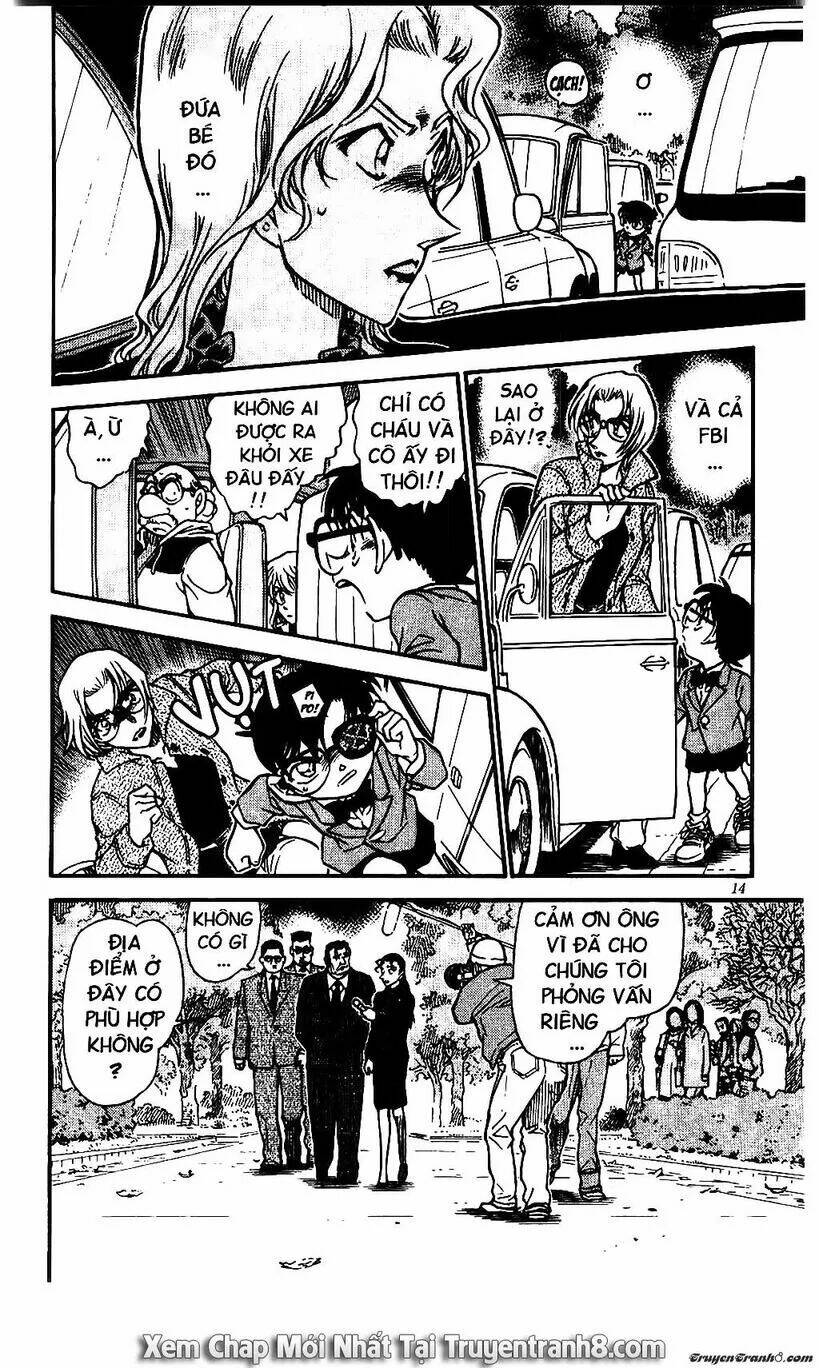 ĐỨA
BÉ
ĐÓ
...
CẠCH!
Ơ
...
VÀ CẢ
FBI
...
SAO
LẠI Ở
ĐÂY!?
CHỈ CÓ
CHÁU VÀ
CÔ ẤY ĐI
THÔI!!
KHÔNG AI
ĐƯỢC RA
KHỎI XE
ĐÂU ĐẤY
!!
À, Ừ
...
VỤT
PI
PO!
14
CẢM ƠN ÔNG
VÌ ĐÃ CHO
CHÚNG TÔI
PHỎNG VẤN
RIÊNG
...
KHÔNG
CÓ GÌ
...
ĐỊA
ĐIỂM Ở
ĐÂY CÓ
PHÙ HỢP
KHÔNG
?
Xem Chap Mới Nhất Tại Truyentranh8.com
TruyenTranh8.com